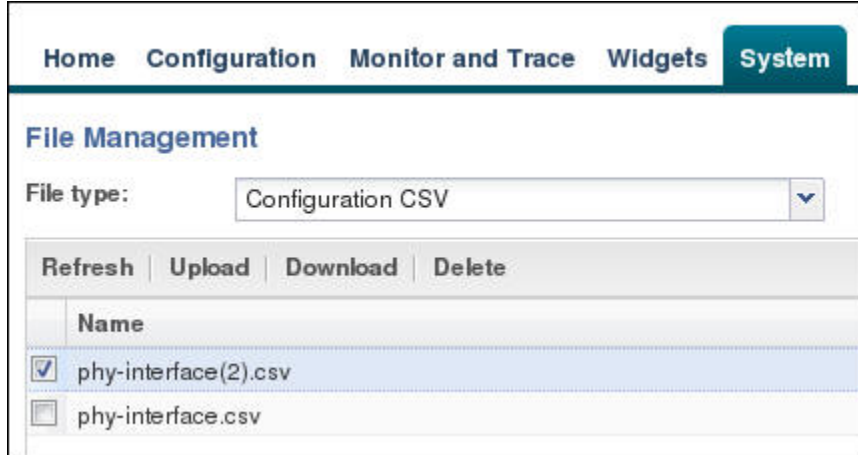 Home Configuration Monitor and Trace Widgets System
File Management
File type: Configuration CSV
Refresh Upload Download Delete
Name
phy-interface(2).csv
phy-interface.csv